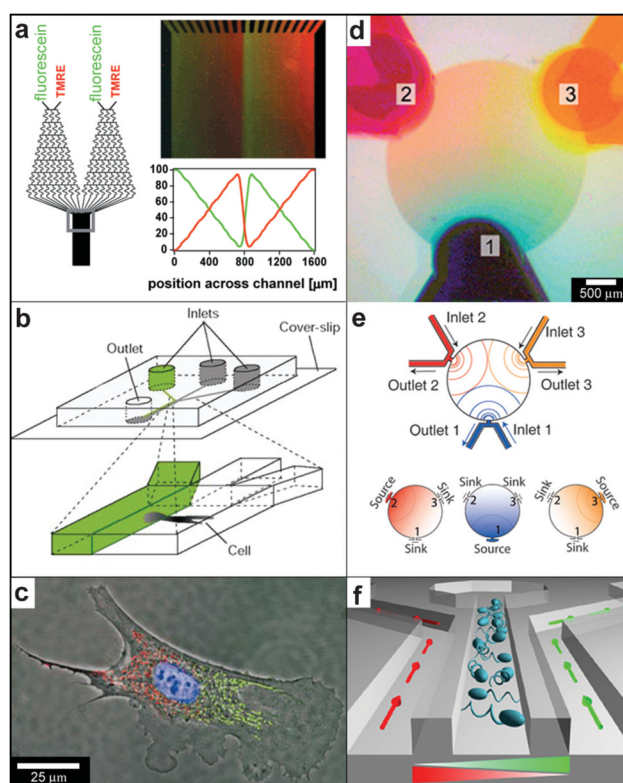 a
fluorescein
TMRE
fluorescein
TMRE
100
80
60
40
20
0
0 400 800 1200 1600
position across channel [µm]
b
Inlets
Cover-slip
Outlet
Cell
c
25 µm
d
2
3
1
500 µm
e
Inlet 2
Inlet 3
Outlet 2
Outlet 3
Outlet 1
Inlet 1
Source
2
Sink
3
1
Sink
Sink
2
Sink
3
1
Source
Sink
2
Source
3
1
Sink
f